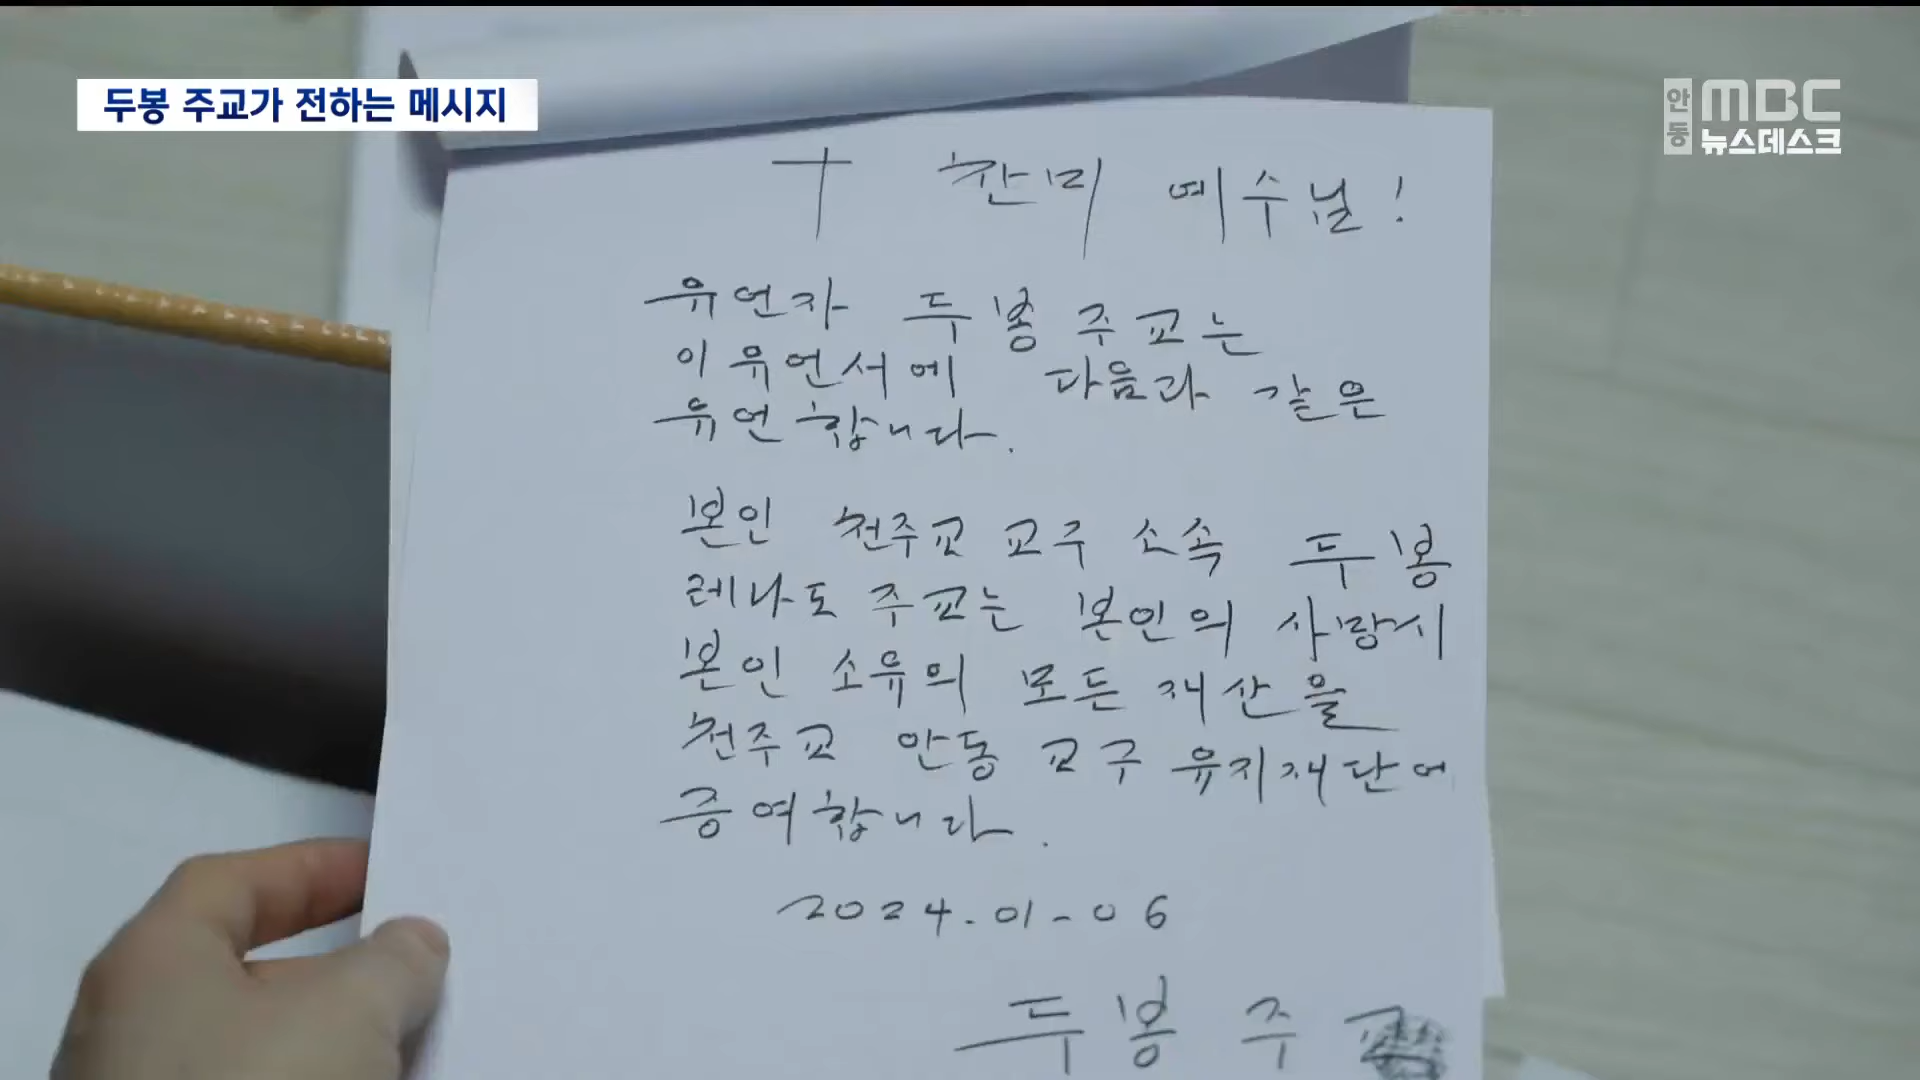 두봉 주교가 전하는 메시지
안동
MBC
뉴스데스크
찬미 예수님!
유언자 두봉 주교는
이 유언서에 다음과 같은
유언합니다.
본인 천주교 교구 소속 두봉
레나도 주교는 본인의 사망시
본인 소유의 모든 재산을
천주교 안동 교구 유지재단에
증여합니다.
2024.01-06
두봉 주교